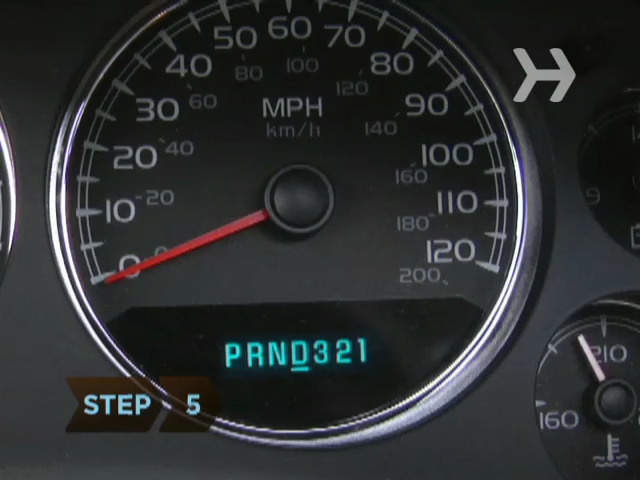 50 60 70
40 80 100 80
30 60 120 90
MPH
km/h 140
20 40 100
160
10 20 110
180
0 0 120
200
PRND321
STEP 5
210
160